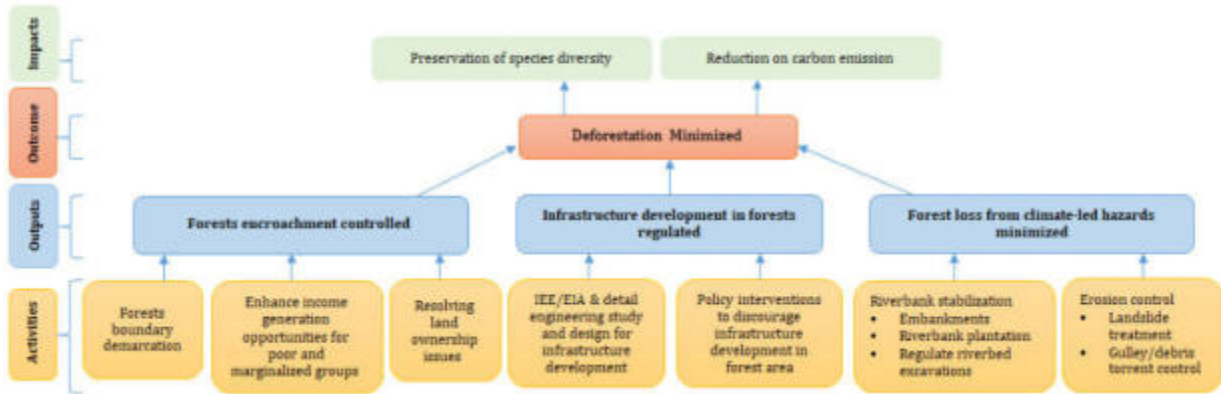 Impacts
Preservation of species diversity
Reduction on carbon emission
Outcome
Deforestation Minimized
Outputs
Forests encroachment controlled
Infrastructure development in forests
regulated
Forest loss from climate-led hazards
minimized
Activities
Forests
boundary
demarcation
Enhance income
generation
opportunities for
poor and
marginalized groups
Resolving
land
ownership
issues
IEE/EIA & detail
engineering study
and design for
infrastructure
development
Policy interventions
to discourage
infrastructure
development in
forest area
Riverbank stabilization
• Embankments
• Riverbank plantation
• Regulate riverbed
excavations
Erosion control
• Landslide
treatment
• Gulley/debris
torrent control